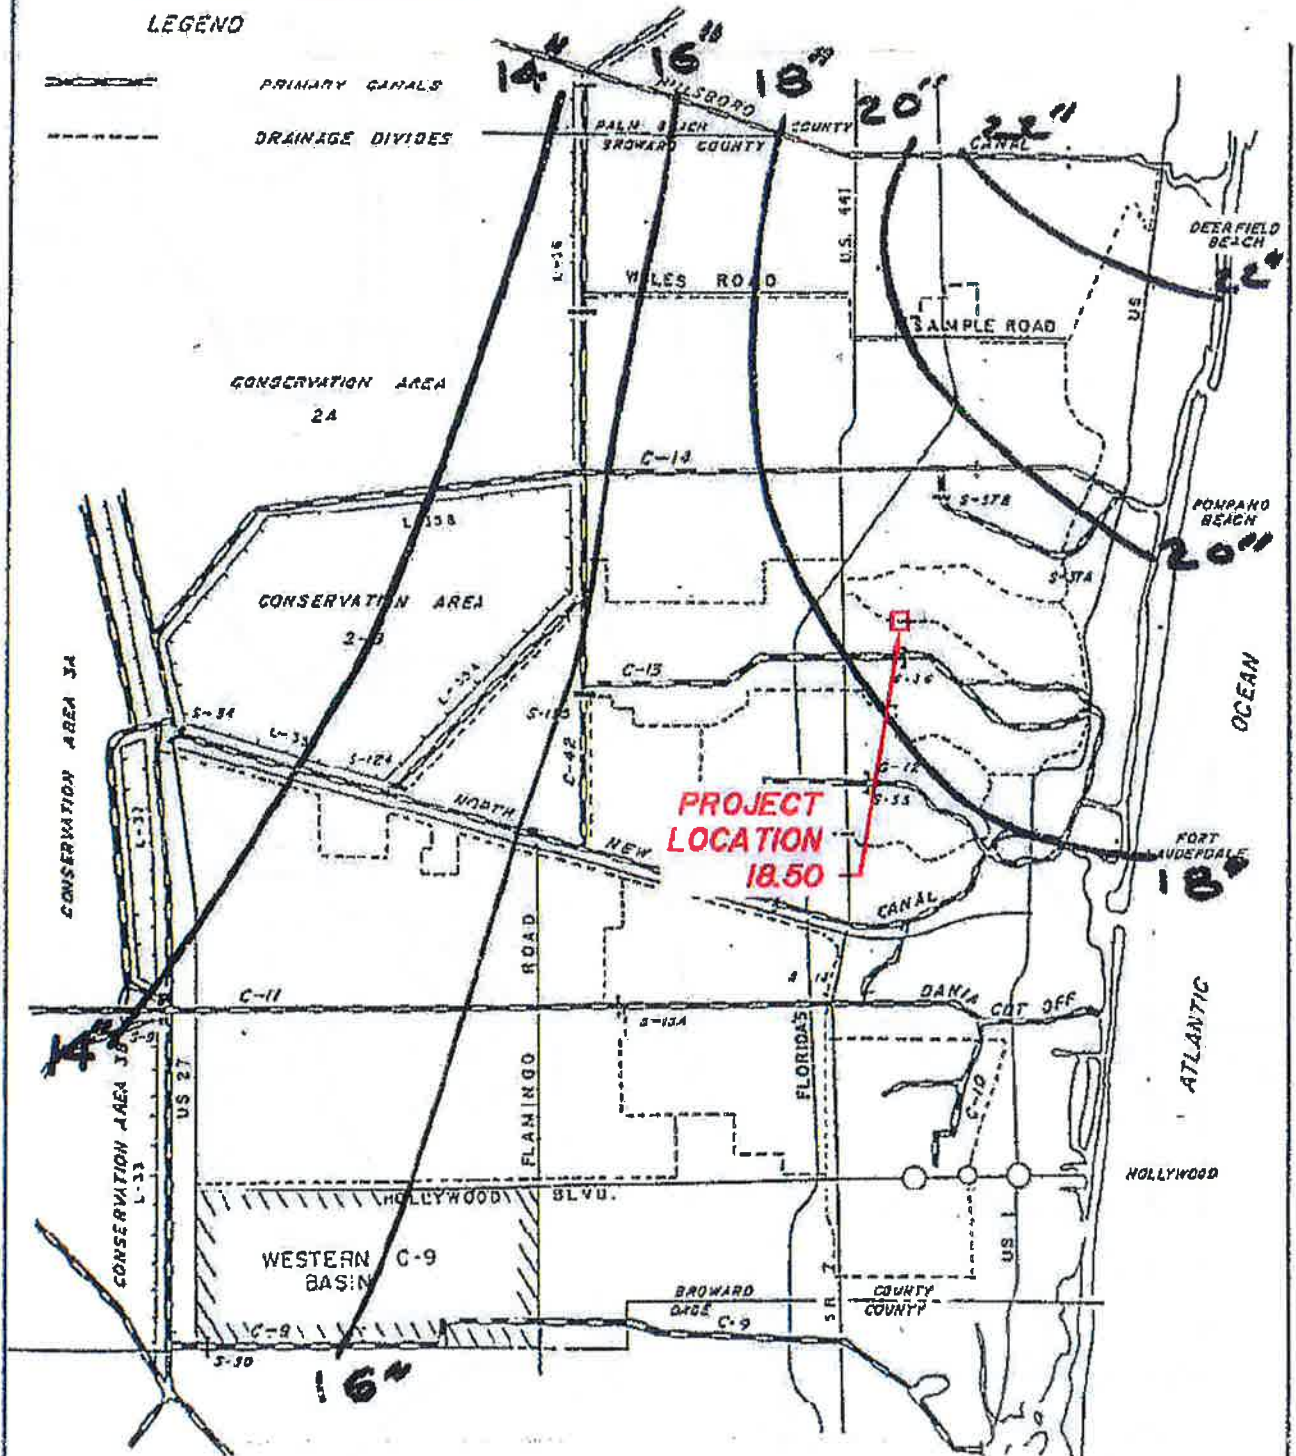 LEGEND
PRIMARY CANALS
DRAINAGE DIVIDES
14"
16"
18"
20"
22"
HILLSBORO
CANAL
PALM BEACH COUNTY
BROWARD COUNTY
DEERFIELD
BEACH
22"
L-36
U.S. 441
US
WILES ROAD
SAMPLE ROAD
CONSERVATION AREA
2A
C-14
L-35B
S-37B
POMPANO
BEACH
20"
S-37A
CONSERVATION AREA
2-B
CONSERVATION AREA 3A
L-35A
C-13
S-36
OCEAN
S-34
L-35
S-124
S-125
C-42
C-12
S-33
NORTH NEW
CANAL
PROJECT
LOCATION
18.50
FORT
LAUDERDALE
18"
L-37
FLAMINGO ROAD
C-11
S-13A
S-13
DANIA CUT OFF
ATLANTIC
14"
S-9
CONSERVATION AREA 3B
US 27
L-33
FLORIDAS
C-10
HOLLYWOOD BLVD.
HOLLYWOOD
WESTERN C-9
BASIN
US 1
SR 7
BROWARD COUNTY
DADE COUNTY
C-9
C-9
S-30
16"